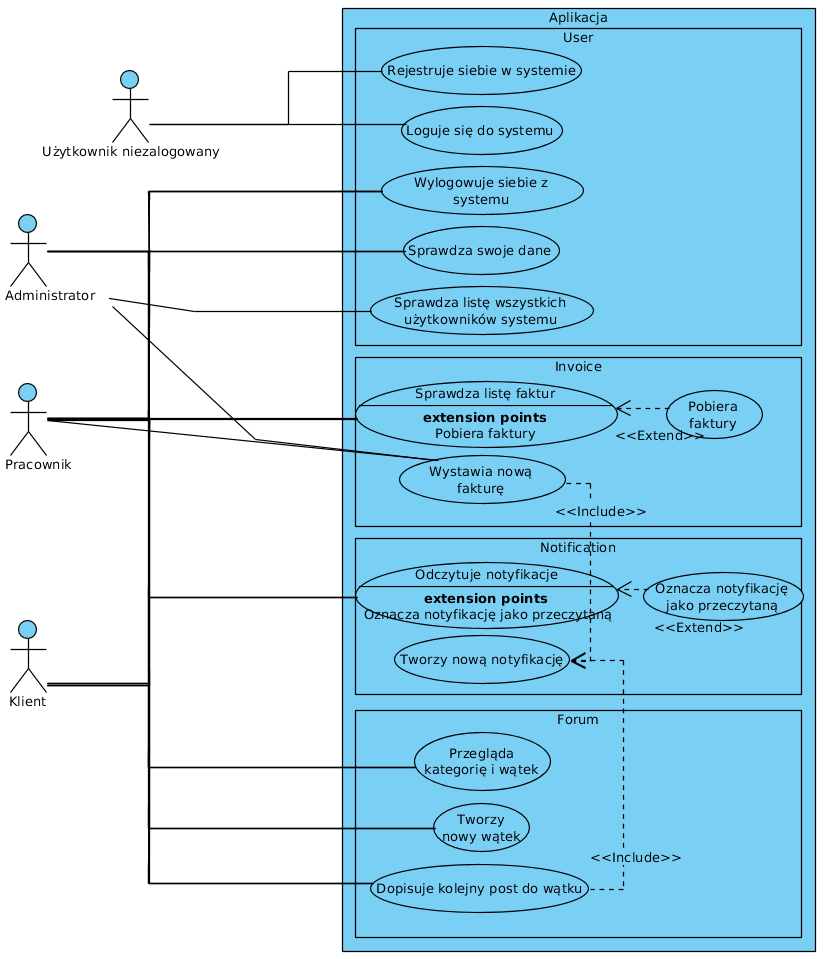 Aplikacja
User
Rejestruje siebie w systemie
Loguje się do systemu
Użytkownik niezalogowany
Wylogowuje siebie z
systemu
Sprawdza swoje dane
Administrator
Sprawdza listę wszystkich
użytkowników systemu
Invoice
Sprawdza listę faktur
extension points
Pobiera faktury
Pobiera
faktury
<<Extend>>
Pracownik
Wystawia nową
fakturę
<<Include>>
Notification
Odczytuje notyfikacje
extension points
Oznacza notyfikację jako przeczytaną
Oznacza notyfikację
jako przeczytaną
<<Extend>>
Tworzy nową notyfikację
Klient
Forum
Przegląda
kategorię i wątek
Tworzy
nowy wątek
<<Include>>
Dopisuje kolejny post do wątku